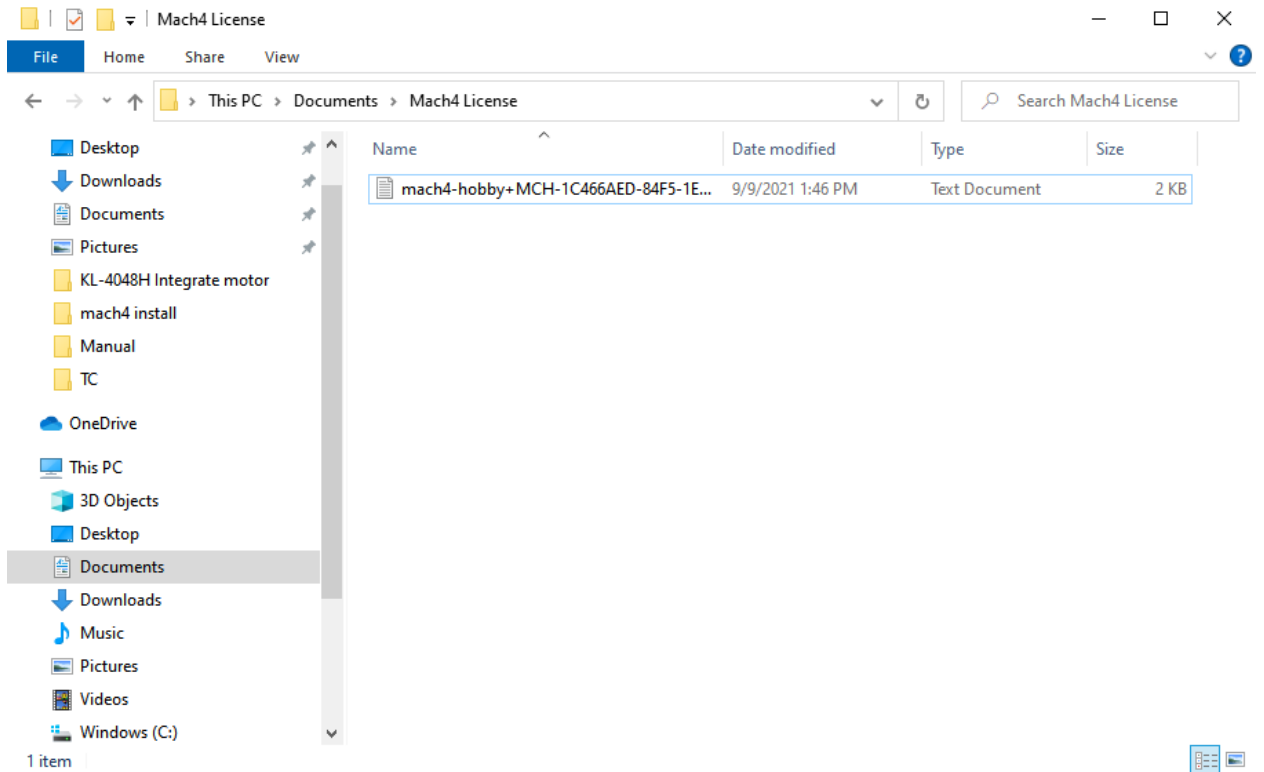 Mach4 License
File Home Share View
This PC Documents Mach4 License
Search Mach4 License
Desktop
Downloads
Documents
Pictures
KL-4048H Integrate motor
mach4 install
Manual
TC
OneDrive
This PC
3D Objects
Desktop
Documents
Downloads
Music
Pictures
Videos
Windows (C:)
Name Date modified Type Size
mach4-hobby+MCH-1C466AED-84F5-1E... 9/9/2021 1:46 PM Text Document 2 KB
1 item